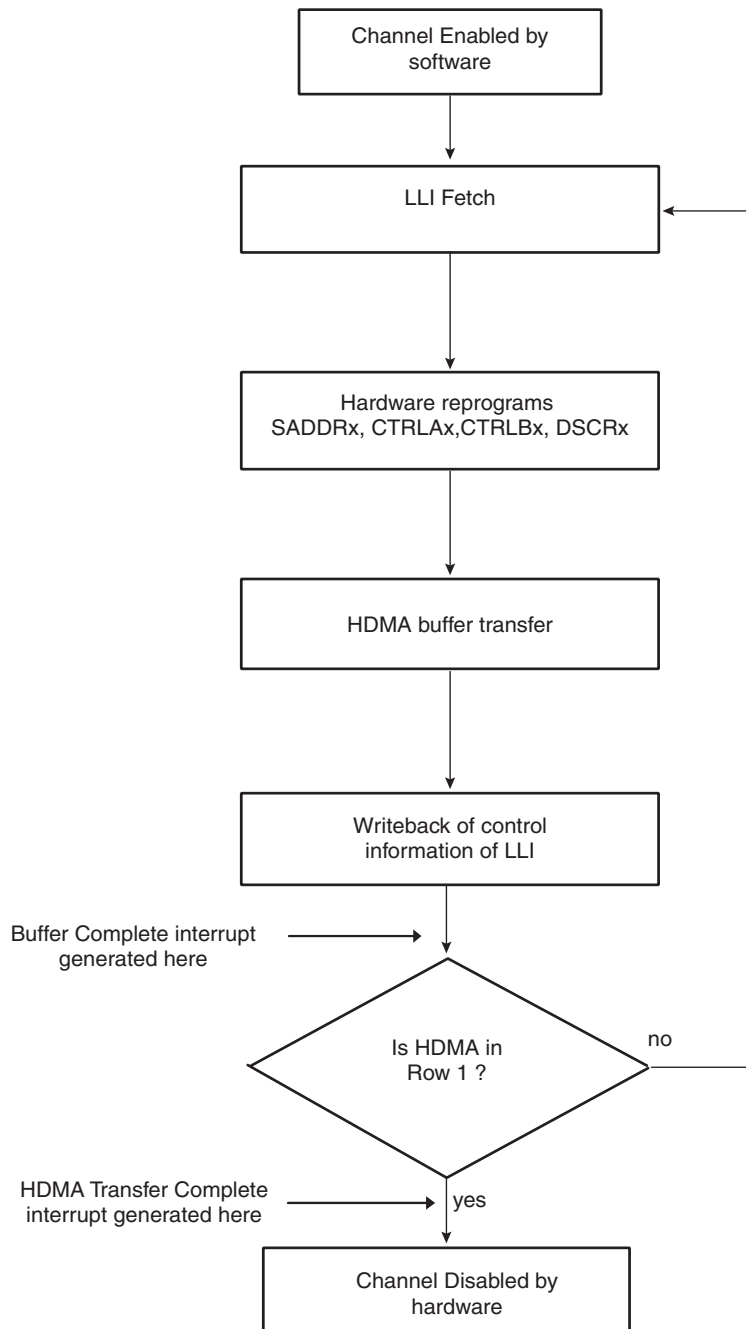 Channel Enabled by
software
LLI Fetch
Hardware reprograms
SADDRx, CTRLAx,CTRLBx, DSCRx
HDMA buffer transfer
Writeback of control
information of LLI
Buffer Complete interrupt
generated here
Is HDMA in
Row 1 ?
no
HDMA Transfer Complete
interrupt generated here
yes
Channel Disabled by
hardware